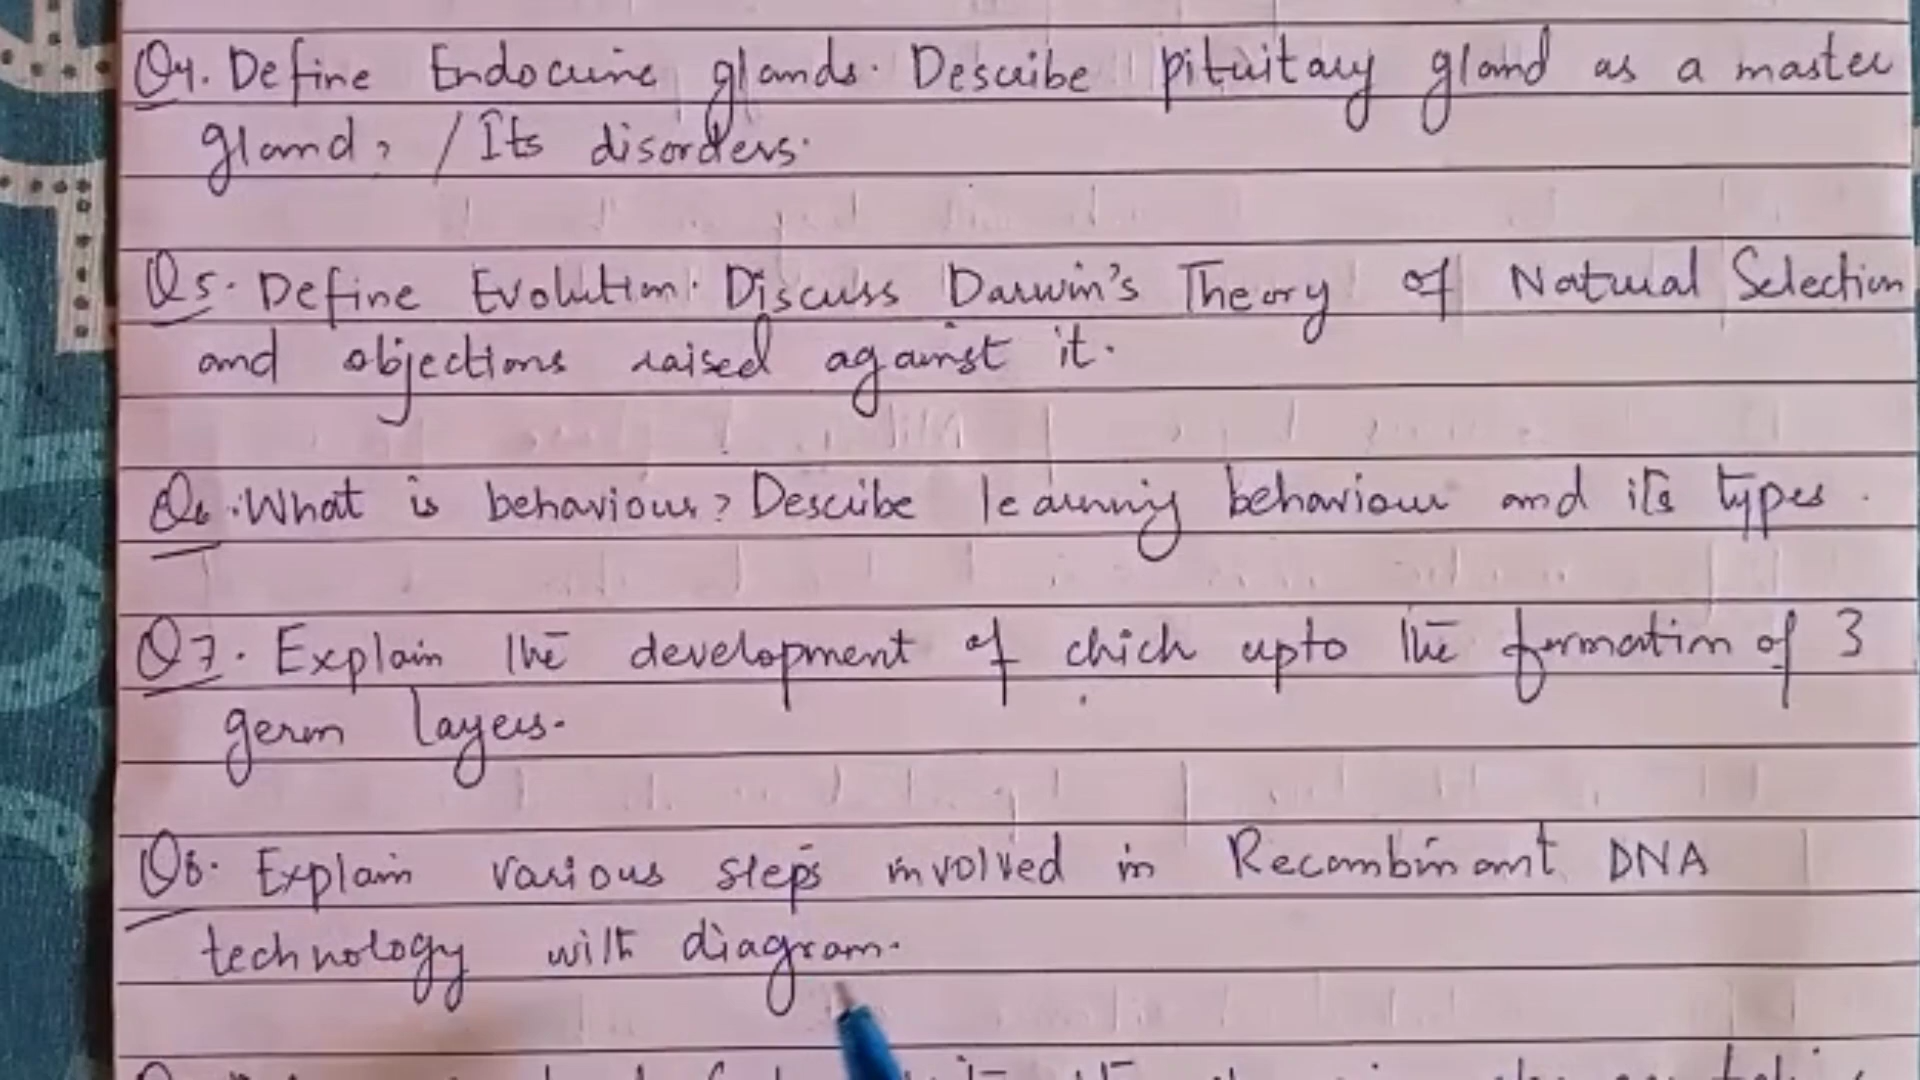 Q4. Define Endocrine glands. Describe pituitary gland as a master
gland, / Its disorders.
Q5. Define Evolution. Discuss Darwin's Theory of Natural Selection
and objections raised against it.
Q6. What is behaviour? Describe learning behaviour and its types.
Q7. Explain the development of chick upto the formation of 3
germ layers.
Q8. Explain various steps involved in Recombinant DNA
technology with diagram.